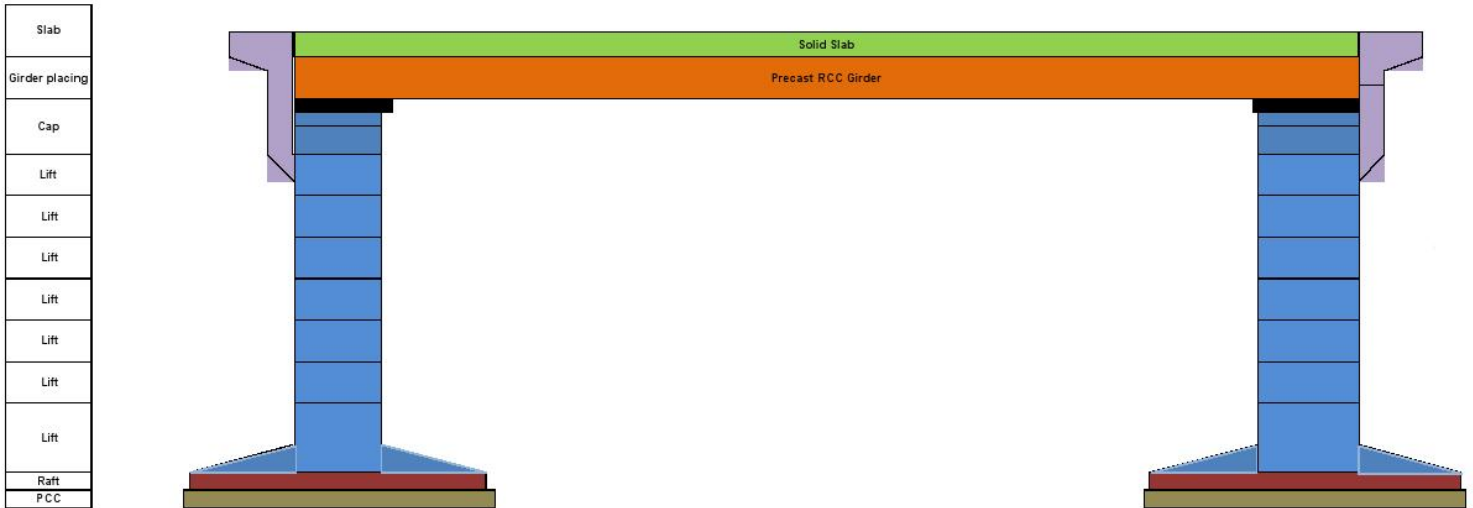 Slab
Solid Slab
Girder placing
Precast RCC Girder
Cap
Lift
Lift
Lift
Lift
Lift
Lift
Lift
Raft
PCC